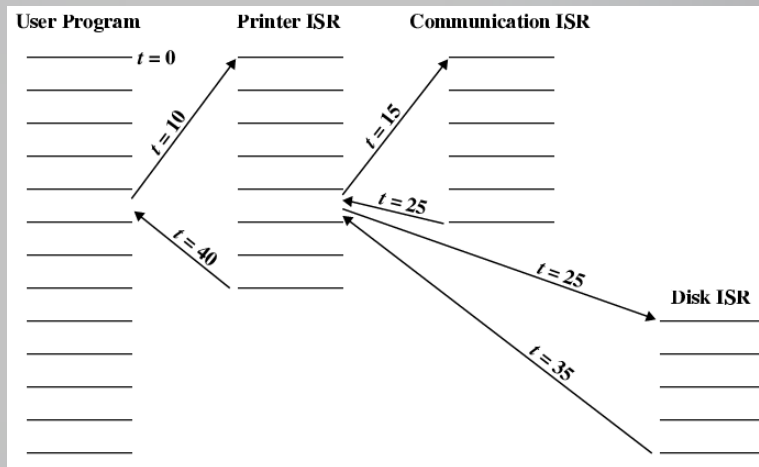 User Program
Printer ISR
Communication ISR
t = 0
t = 10
t = 15
t = 25
t = 40
t = 25
Disk ISR
t = 35